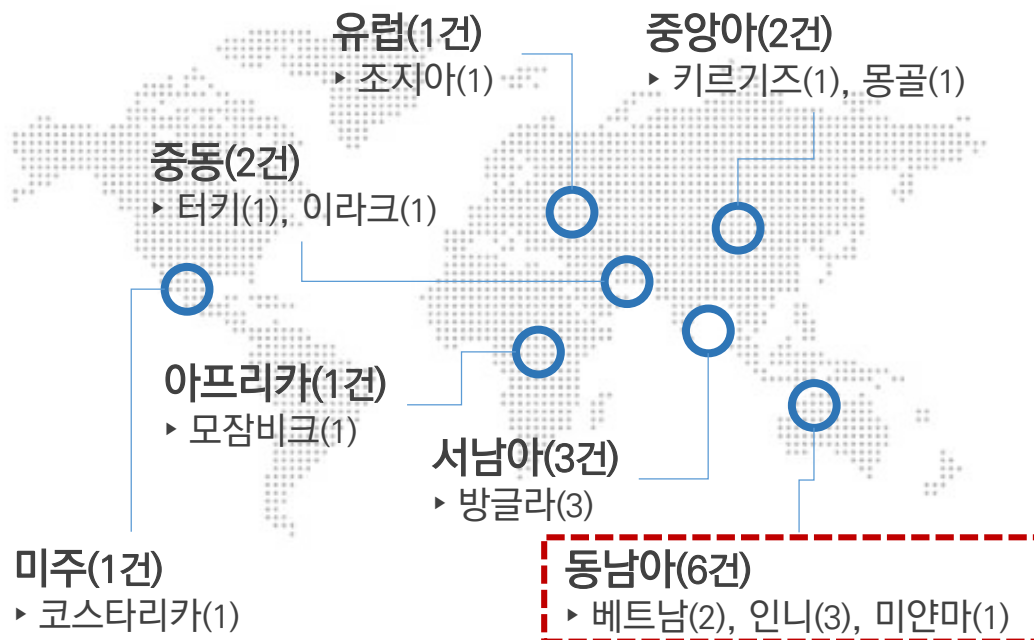 유럽(1건)
▸ 조지아(1)
중앙아(2건)
▸ 키르기즈(1), 몽골(1)
중동(2건)
▸ 터키(1), 이라크(1)
아프리카(1건)
▸ 모잠비크(1)
서남아(3건)
▸ 방글라(3)
미주(1건)
▸ 코스타리카(1)
동남아(6건)
▸ 베트남(2), 인니(3), 미얀마(1)